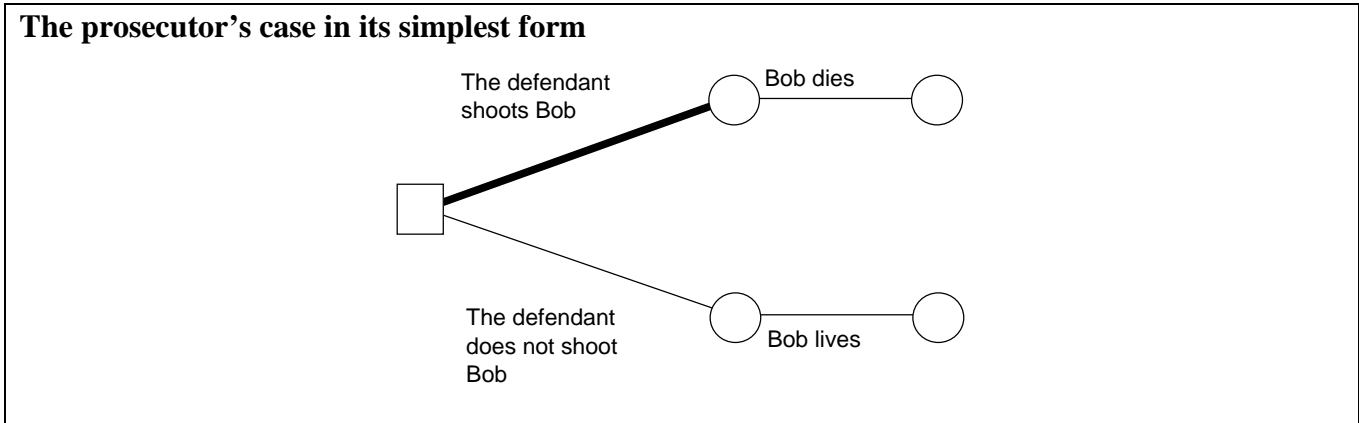 The prosecutor’s case in its simplest form
The defendant
shoots Bob
Bob dies
The defendant
does not shoot
Bob
Bob lives